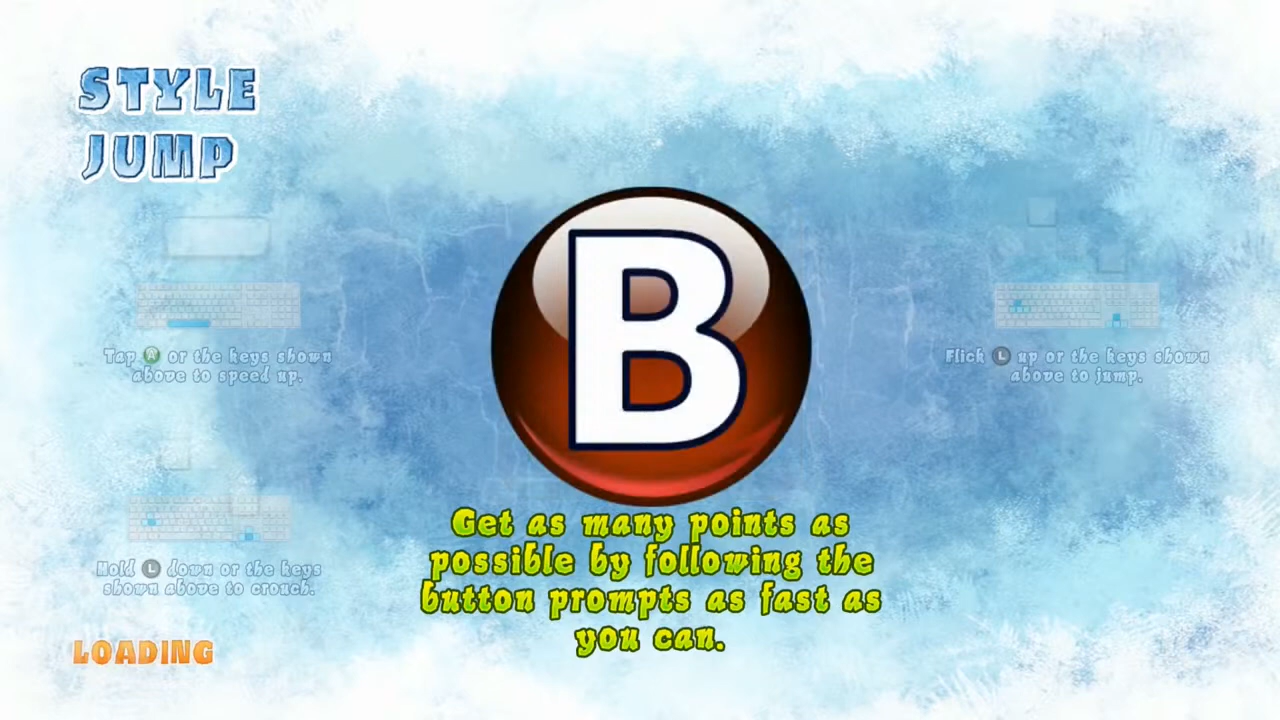 STYLE
JUMP
B
Tap A or the keys shown
above to speed up.
Flick L up or the keys shown
above to jump.
Get as many points as
possible by following the
button prompts as fast as
you can.
Hold L down or the keys
shown above to crouch.
LOADING